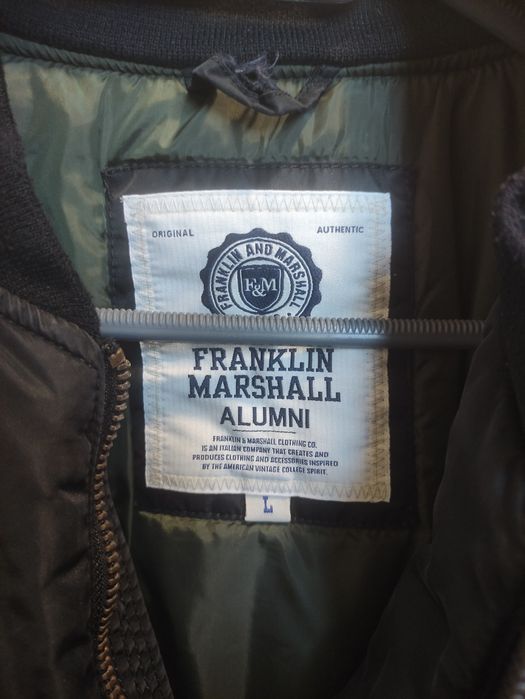 ORIGINAL
AUTHENTIC
FRANKLIN AND MARSHALL
F&M
FRANKLIN
MARSHALL
ALUMNI
FRANKLIN & MARSHALL CLOTHING CO.
IS AN ITALIAN COMPANY THAT CREATES AND
PRODUCES CLOTHING AND ACCESSORIES INSPIRED
BY THE AMERICAN VINTAGE COLLEGE SPIRIT.
L